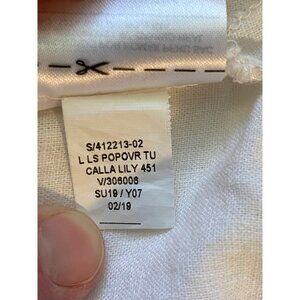 S/412213-02
L LS POPOVR TU
CALLA LILY 451
V/306006
SU19 / Y07
02/19